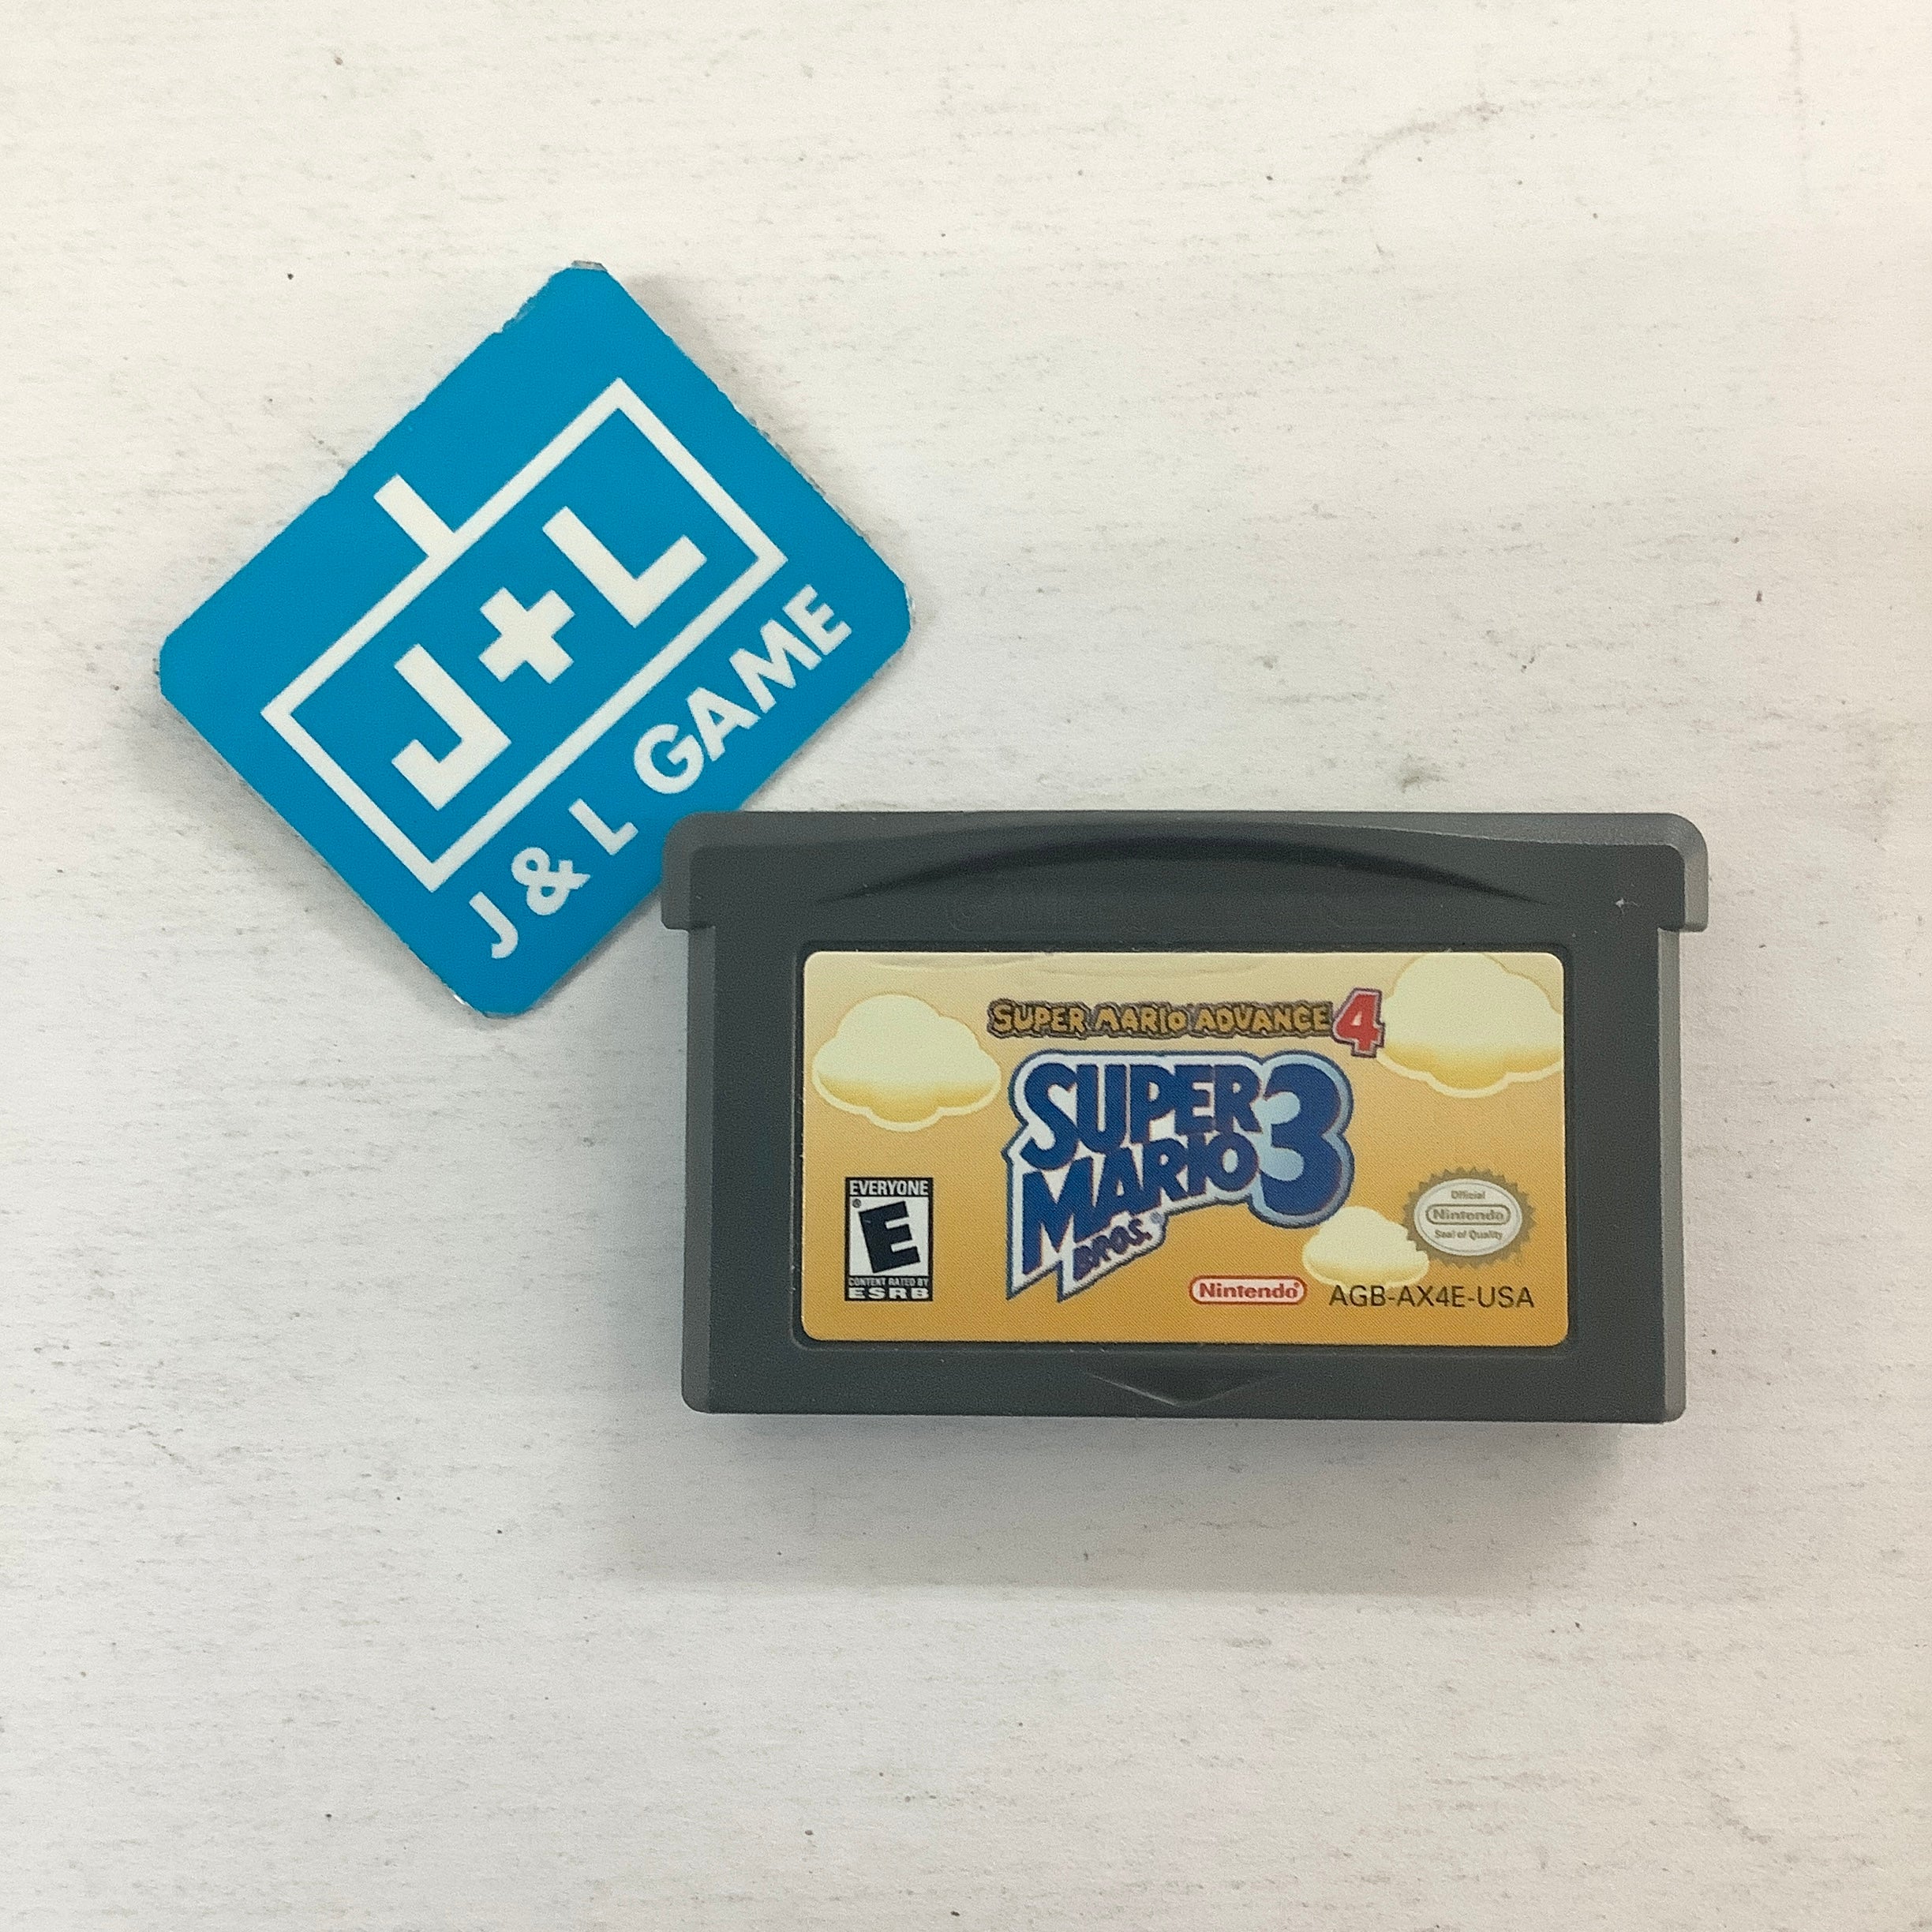 J+L
J & L GAME
SUPER MARIO ADVANCE 4
SUPER
MARIO 3
BROS.®
EVERYONE
E®
CONTENT RATED BY
ESRB
Official
Nintendo
Seal of Quality
Nintendo®
AGB-AX4E-USA